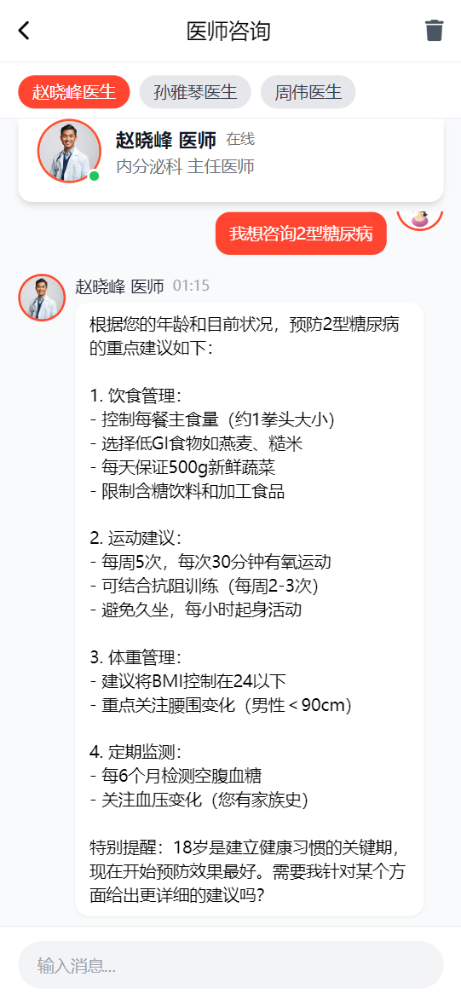 医师咨询
赵晓峰医生 孙雅琴医生 周伟医生
赵晓峰 医师 在线
内分泌科 主任医师
我想咨询2型糖尿病
赵晓峰 医师 01:15
根据您的年龄和目前状况，预防2型糖尿病
的重点建议如下：
1. 饮食管理：
- 控制每餐主食量（约1拳头大小）
- 选择低GI食物如燕麦、糙米
- 每天保证500g新鲜蔬菜
- 限制含糖饮料和加工食品
2. 运动建议：
- 每周5次，每次30分钟有氧运动
- 可结合抗阻训练（每周2-3次）
- 避免久坐，每小时起身活动
3. 体重管理：
- 建议将BMI控制在24以下
- 重点关注腰围变化（男性＜90cm）
4. 定期监测：
- 每6个月检测空腹血糖
- 关注血压变化（您有家族史）
特别提醒：18岁是建立健康习惯的关键期，
现在开始预防效果最好。需要我针对某个方
面给出更详细的建议吗？
输入消息...